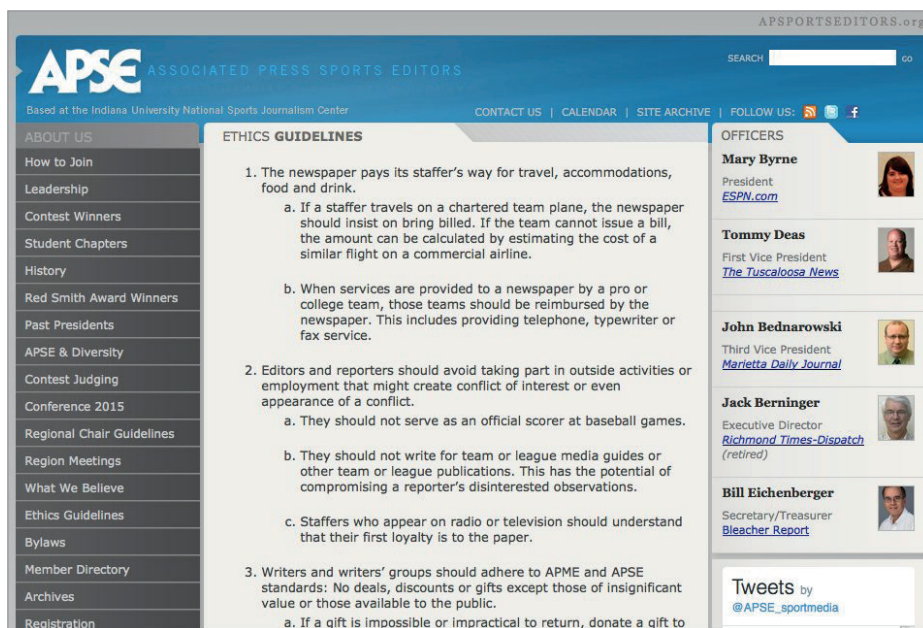 APSPORTSEDITORS.org
APSE ASSOCIATED PRESS SPORTS EDITORS
SEARCH GO
Based at the Indiana University National Sports Journalism Center
CONTACT US | CALENDAR | SITE ARCHIVE | FOLLOW US:
ABOUT US
How to Join
Leadership
Contest Winners
Student Chapters
History
Red Smith Award Winners
Past Presidents
APSE & Diversity
Contest Judging
Conference 2015
Regional Chair Guidelines
Region Meetings
What We Believe
Ethics Guidelines
Bylaws
Member Directory
Archives
Registration
ETHICS GUIDELINES
1. The newspaper pays its staffer's way for travel, accommodations,
food and drink.
a. If a staffer travels on a chartered team plane, the newspaper
should insist on bring billed. If the team cannot issue a bill,
the amount can be calculated by estimating the cost of a
similar flight on a commercial airline.
b. When services are provided to a newspaper by a pro or
college team, those teams should be reimbursed by the
newspaper. This includes providing telephone, typewriter or
fax service.
2. Editors and reporters should avoid taking part in outside activities or
employment that might create conflict of interest or even
appearance of a conflict.
a. They should not serve as an official scorer at baseball games.
b. They should not write for team or league media guides or
other team or league publications. This has the potential of
compromising a reporter's disinterested observations.
c. Staffers who appear on radio or television should understand
that their first loyalty is to the paper.
3. Writers and writers' groups should adhere to APME and APSE
standards: No deals, discounts or gifts except those of insignificant
value or those available to the public.
a. If a gift is impossible or impractical to return, donate a gift to
OFFICERS
Mary Byrne
President
ESPN.com
Tommy Deas
First Vice President
The Tuscaloosa News
John Bednarowski
Third Vice President
Marietta Daily Journal
Jack Berninger
Executive Director
Richmond Times-Dispatch
(retired)
Bill Eichenberger
Secretary/Treasurer
Bleacher Report
Tweets by
@APSE_sportmedia